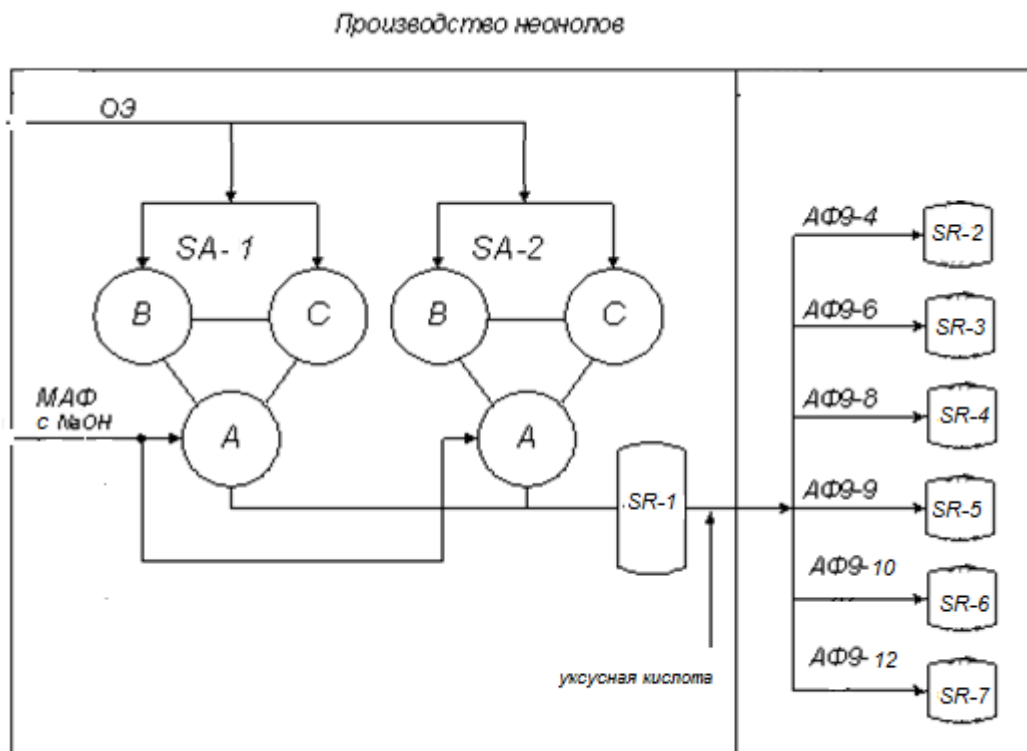 Производство неонолов
ОЭ
SA- 1
SA-2
B
C
B
C
МАФ
с NaOH
A
A
SR-1
уксусная кислота
АФ9-4
SR-2
АФ9-6
SR-3
АФ9-8
SR-4
АФ9-9
SR-5
АФ9-10
SR-6
АФ9-12
SR-7